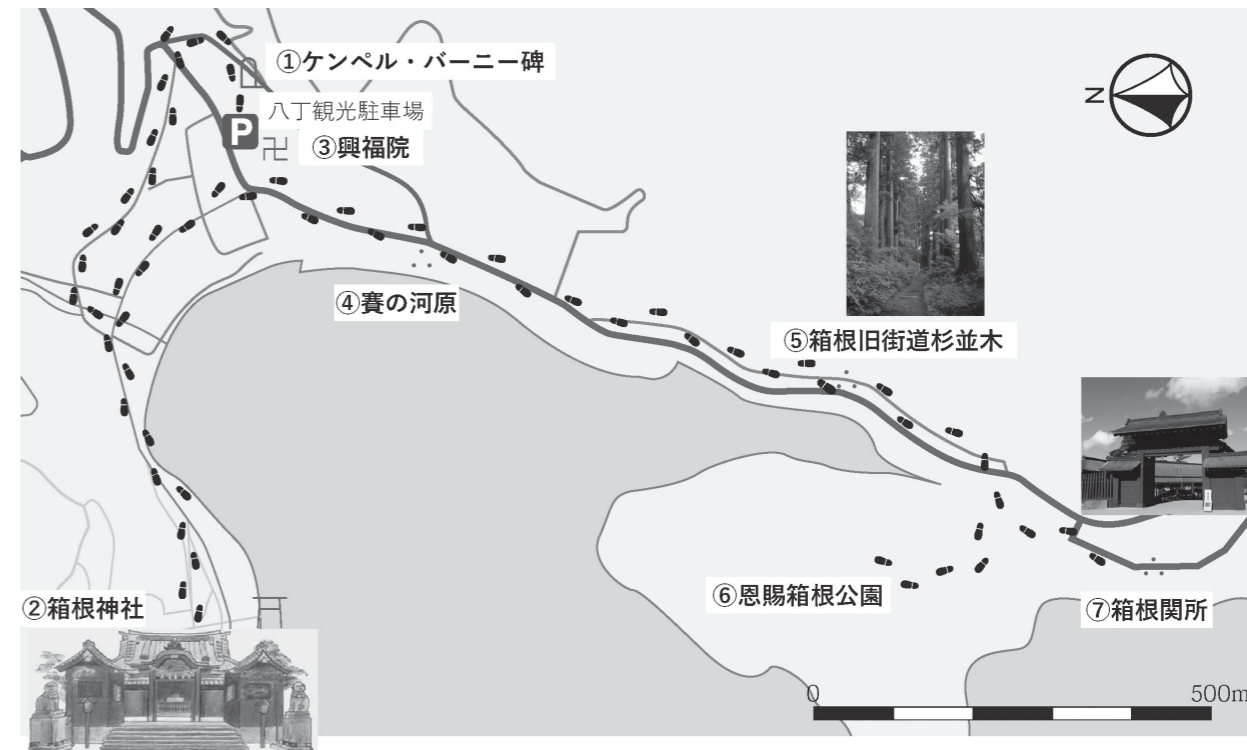 ①ケンペル・バーニー碑
八丁観光駐車場
P
③興福院
N
④賽の河原
⑤箱根旧街道杉並木
②箱根神社
⑥恩賜箱根公園
⑦箱根関所
0
500m